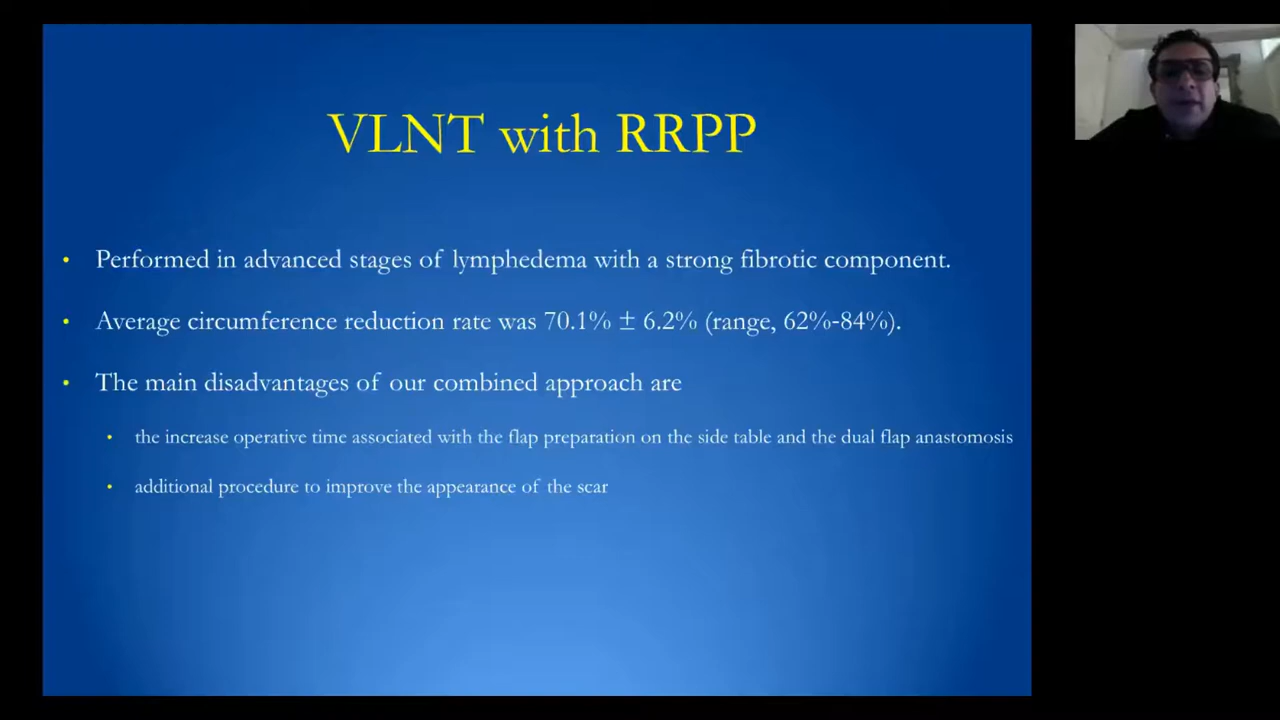 VLNT with RRPP
• Performed in advanced stages of lymphedema with a strong fibrotic component.
• Average circumference reduction rate was 70.1% ± 6.2% (range, 62%-84%).
• The main disadvantages of our combined approach are
• the increase operative time associated with the flap preparation on the side table and the dual flap anastomosis
• additional procedure to improve the appearance of the scar